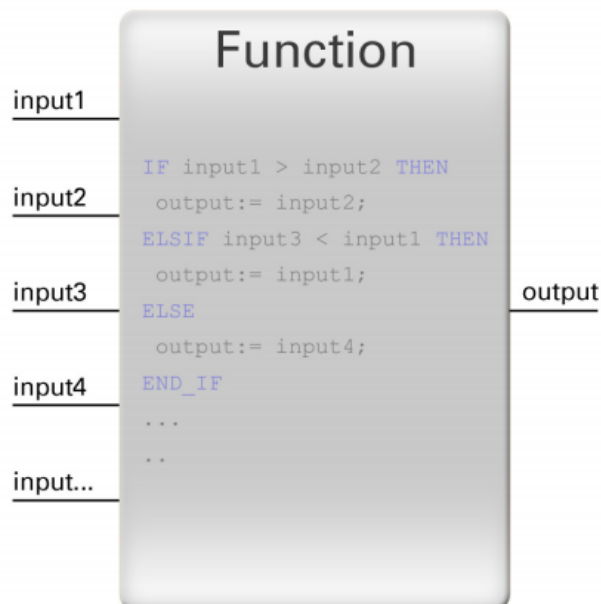 Function
input1
IF input1 > input2 THEN
input2
output:= input2;
ELSIF input3 < input1 THEN
output:= input1;
input3
output
ELSE
output:= input4;
input4
END_IF
...
..
input...